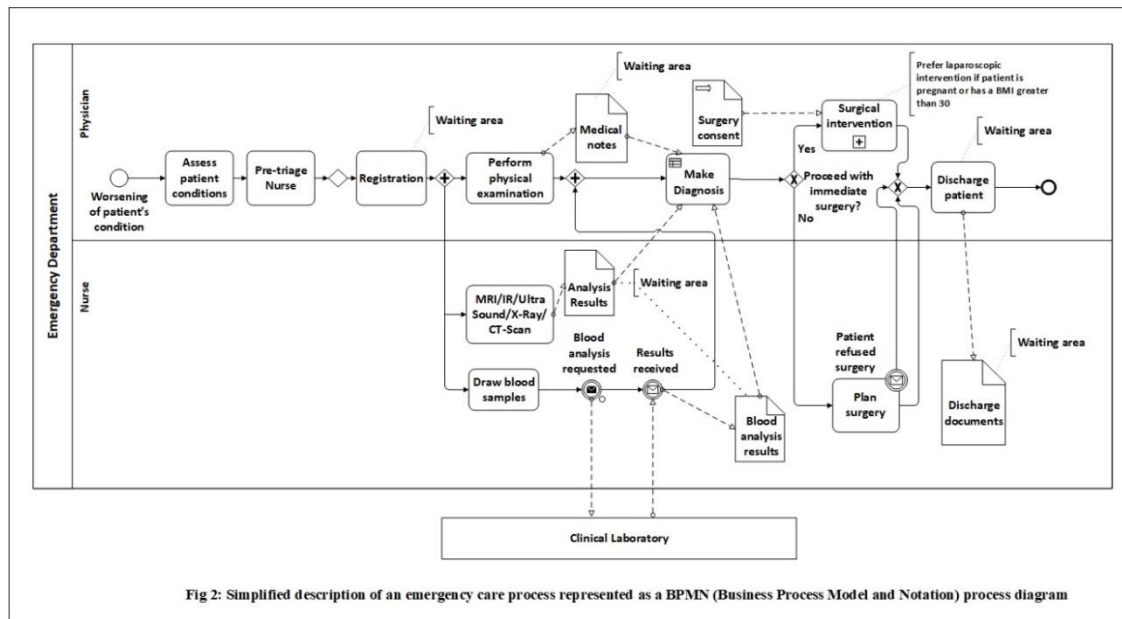 Emergency Department
Physician
Nurse
Worsening
of patient's
condition
Assess
patient
conditions
Pre-triage
Nurse
Registration
Waiting area
Perform
physical
examination
Medical
notes
Waiting area
Make
Diagnosis
Surgery
consent
Yes
Proceed with
immediate
surgery?
No
Surgical
intervention
Prefer laparoscopic
intervention if patient is
pregnant or has a BMI greater
than 30
Waiting area
Discharge
patient
MRI/IR/Ultra
Sound/X-Ray/
CT-Scan
Analysis
Results
Waiting area
Draw blood
samples
Blood
analysis
requested
Results
received
Blood
analysis
results
Patient
refused
surgery
Plan
surgery
Waiting area
Discharge
documents
Clinical Laboratory
Fig 2: Simplified description of an emergency care process represented as a BPMN (Business Process Model and Notation) process diagram